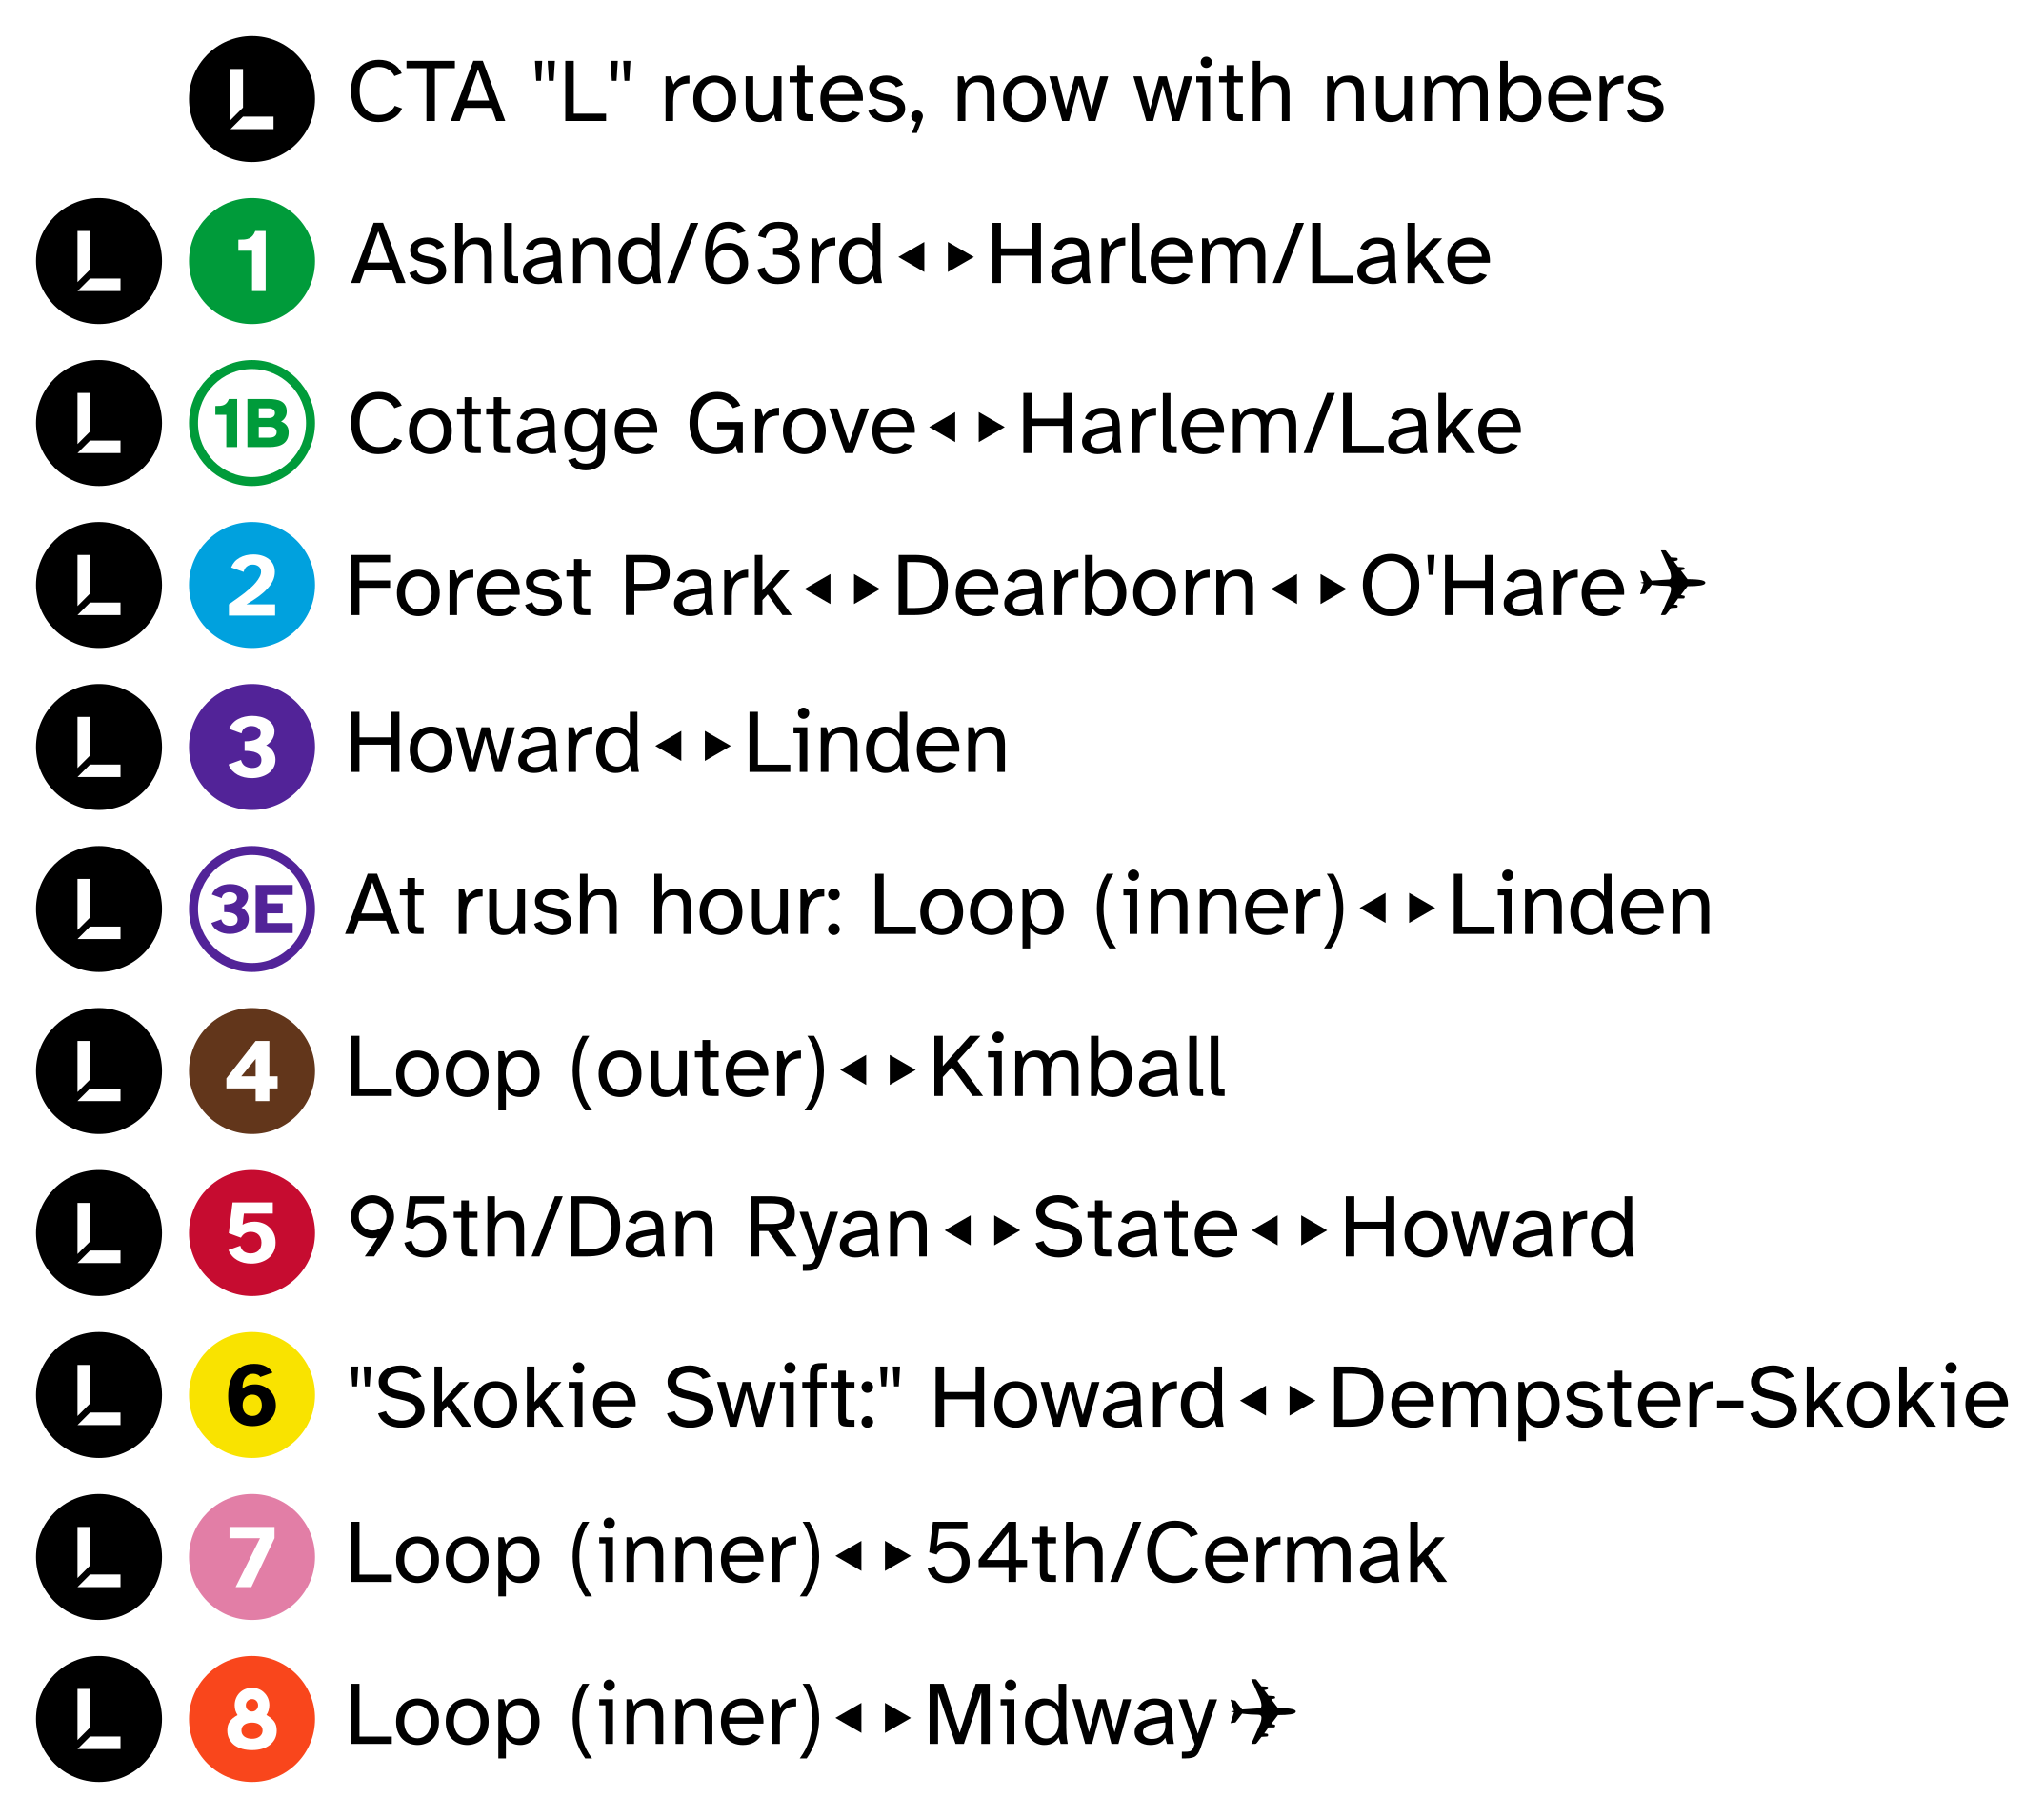 L CTA "L" routes, now with numbers
L 1 Ashland/63rd◂ ▸Harlem/Lake
L 1B Cottage Grove◂ ▸Harlem/Lake
L 2 Forest Park◂ ▸Dearborn◂ ▸O'Hare✈
L 3 Howard◂ ▸Linden
L 3E At rush hour: Loop (inner)◂ ▸Linden
L 4 Loop (outer)◂ ▸Kimball
L 5 95th/Dan Ryan◂ ▸State◂ ▸Howard
L 6 "Skokie Swift:" Howard◂ ▸Dempster-Skokie
L 7 Loop (inner)◂ ▸54th/Cermak
L 8 Loop (inner)◂ ▸Midway✈